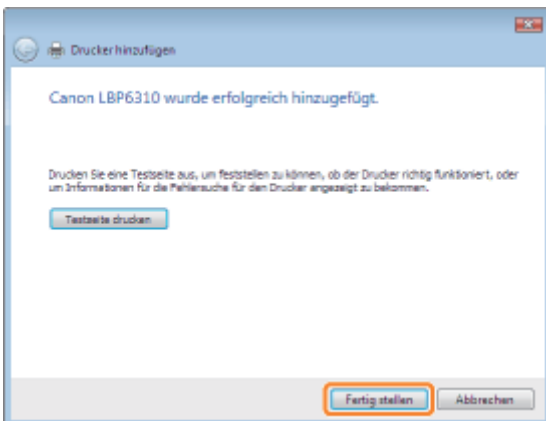 Drucker hinzufügen
Canon LBP6310 wurde erfolgreich hinzugefügt.
Drucken Sie eine Testseite aus, um feststellen zu können, ob der Drucker richtig funktioniert, oder
um Informationen für die Fehlersuche für den Drucker angezeigt zu bekommen.
Testseite drucken
Fertig stellen Abbrechen